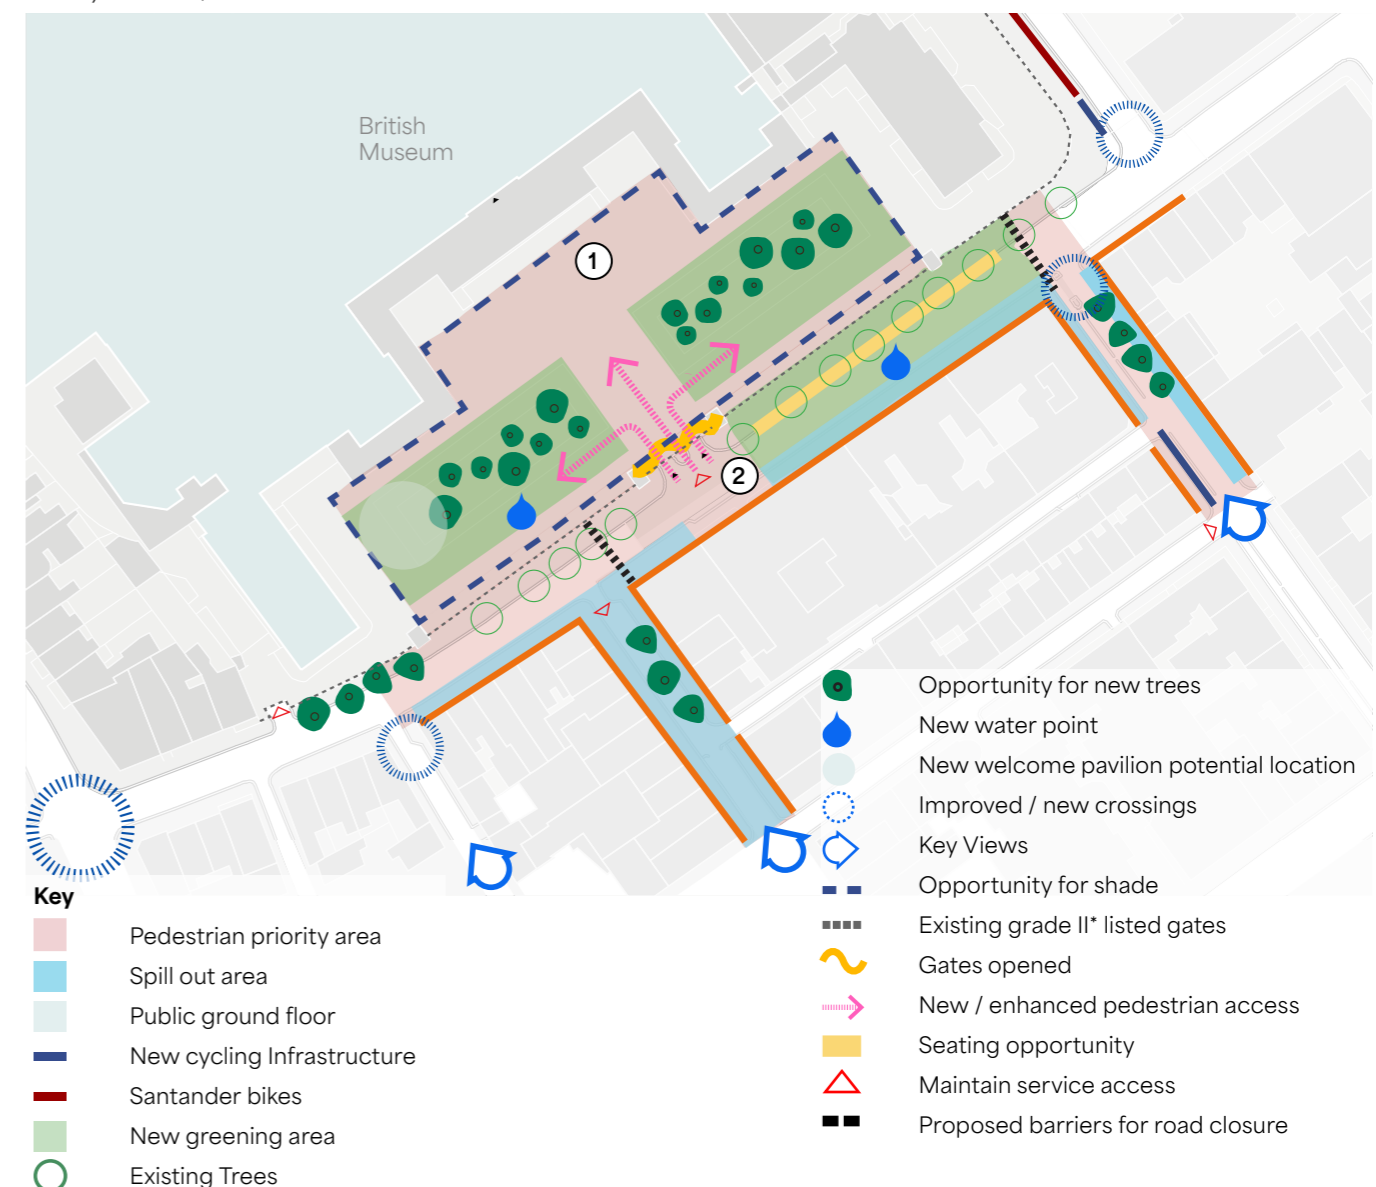 British
Museum
1
2
Opportunity for new trees
New water point
New welcome pavilion potential location
Improved / new crossings
Key Views
Opportunity for shade
Existing grade II* listed gates
Gates opened
New / enhanced pedestrian access
Seating opportunity
Maintain service access
Proposed barriers for road closure
Key
Pedestrian priority area
Spill out area
Public ground floor
New cycling Infrastructure
Santander bikes
New greening area
Existing Trees